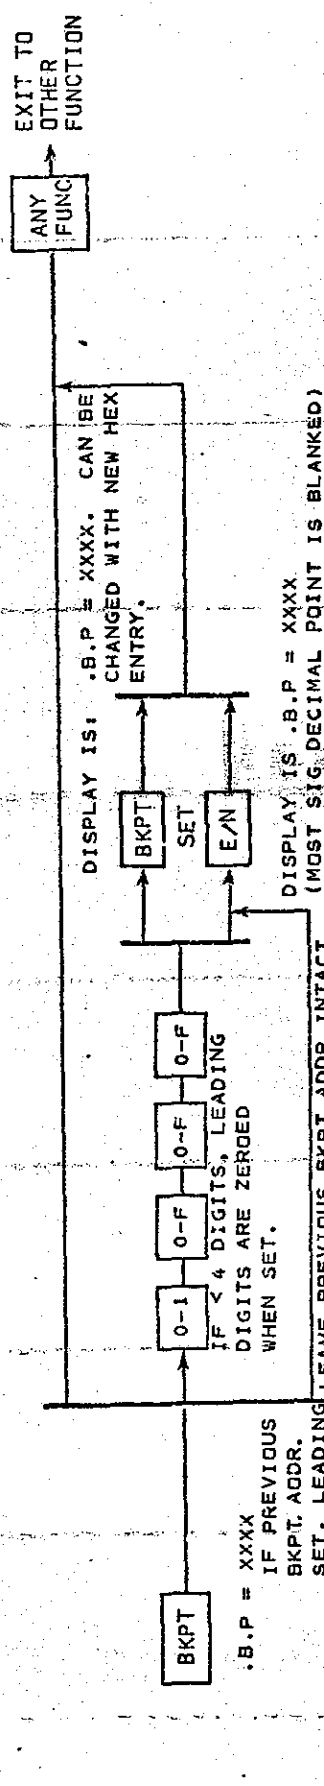 BKPT
.B.P = XXXX
IF PREVIOUS
BKPT. ADDR.
SET. LEADING
LEAVE PREVIOUS BKPT ADDR INTACT
0-1
0-F
0-F
0-F
IF < 4 DIGITS, LEADING
DIGITS ARE ZEROED
WHEN SET.
BKPT
SET
E/N
DISPLAY IS: .B.P = XXXX. CAN BE
CHANGED WITH NEW HEX
ENTRY.
DISPLAY IS .B.P = XXXX
(MOST SIG DECIMAL POINT IS BLANKED)
ANY
FUNC
EXIT TO
OTHER
FUNCTION